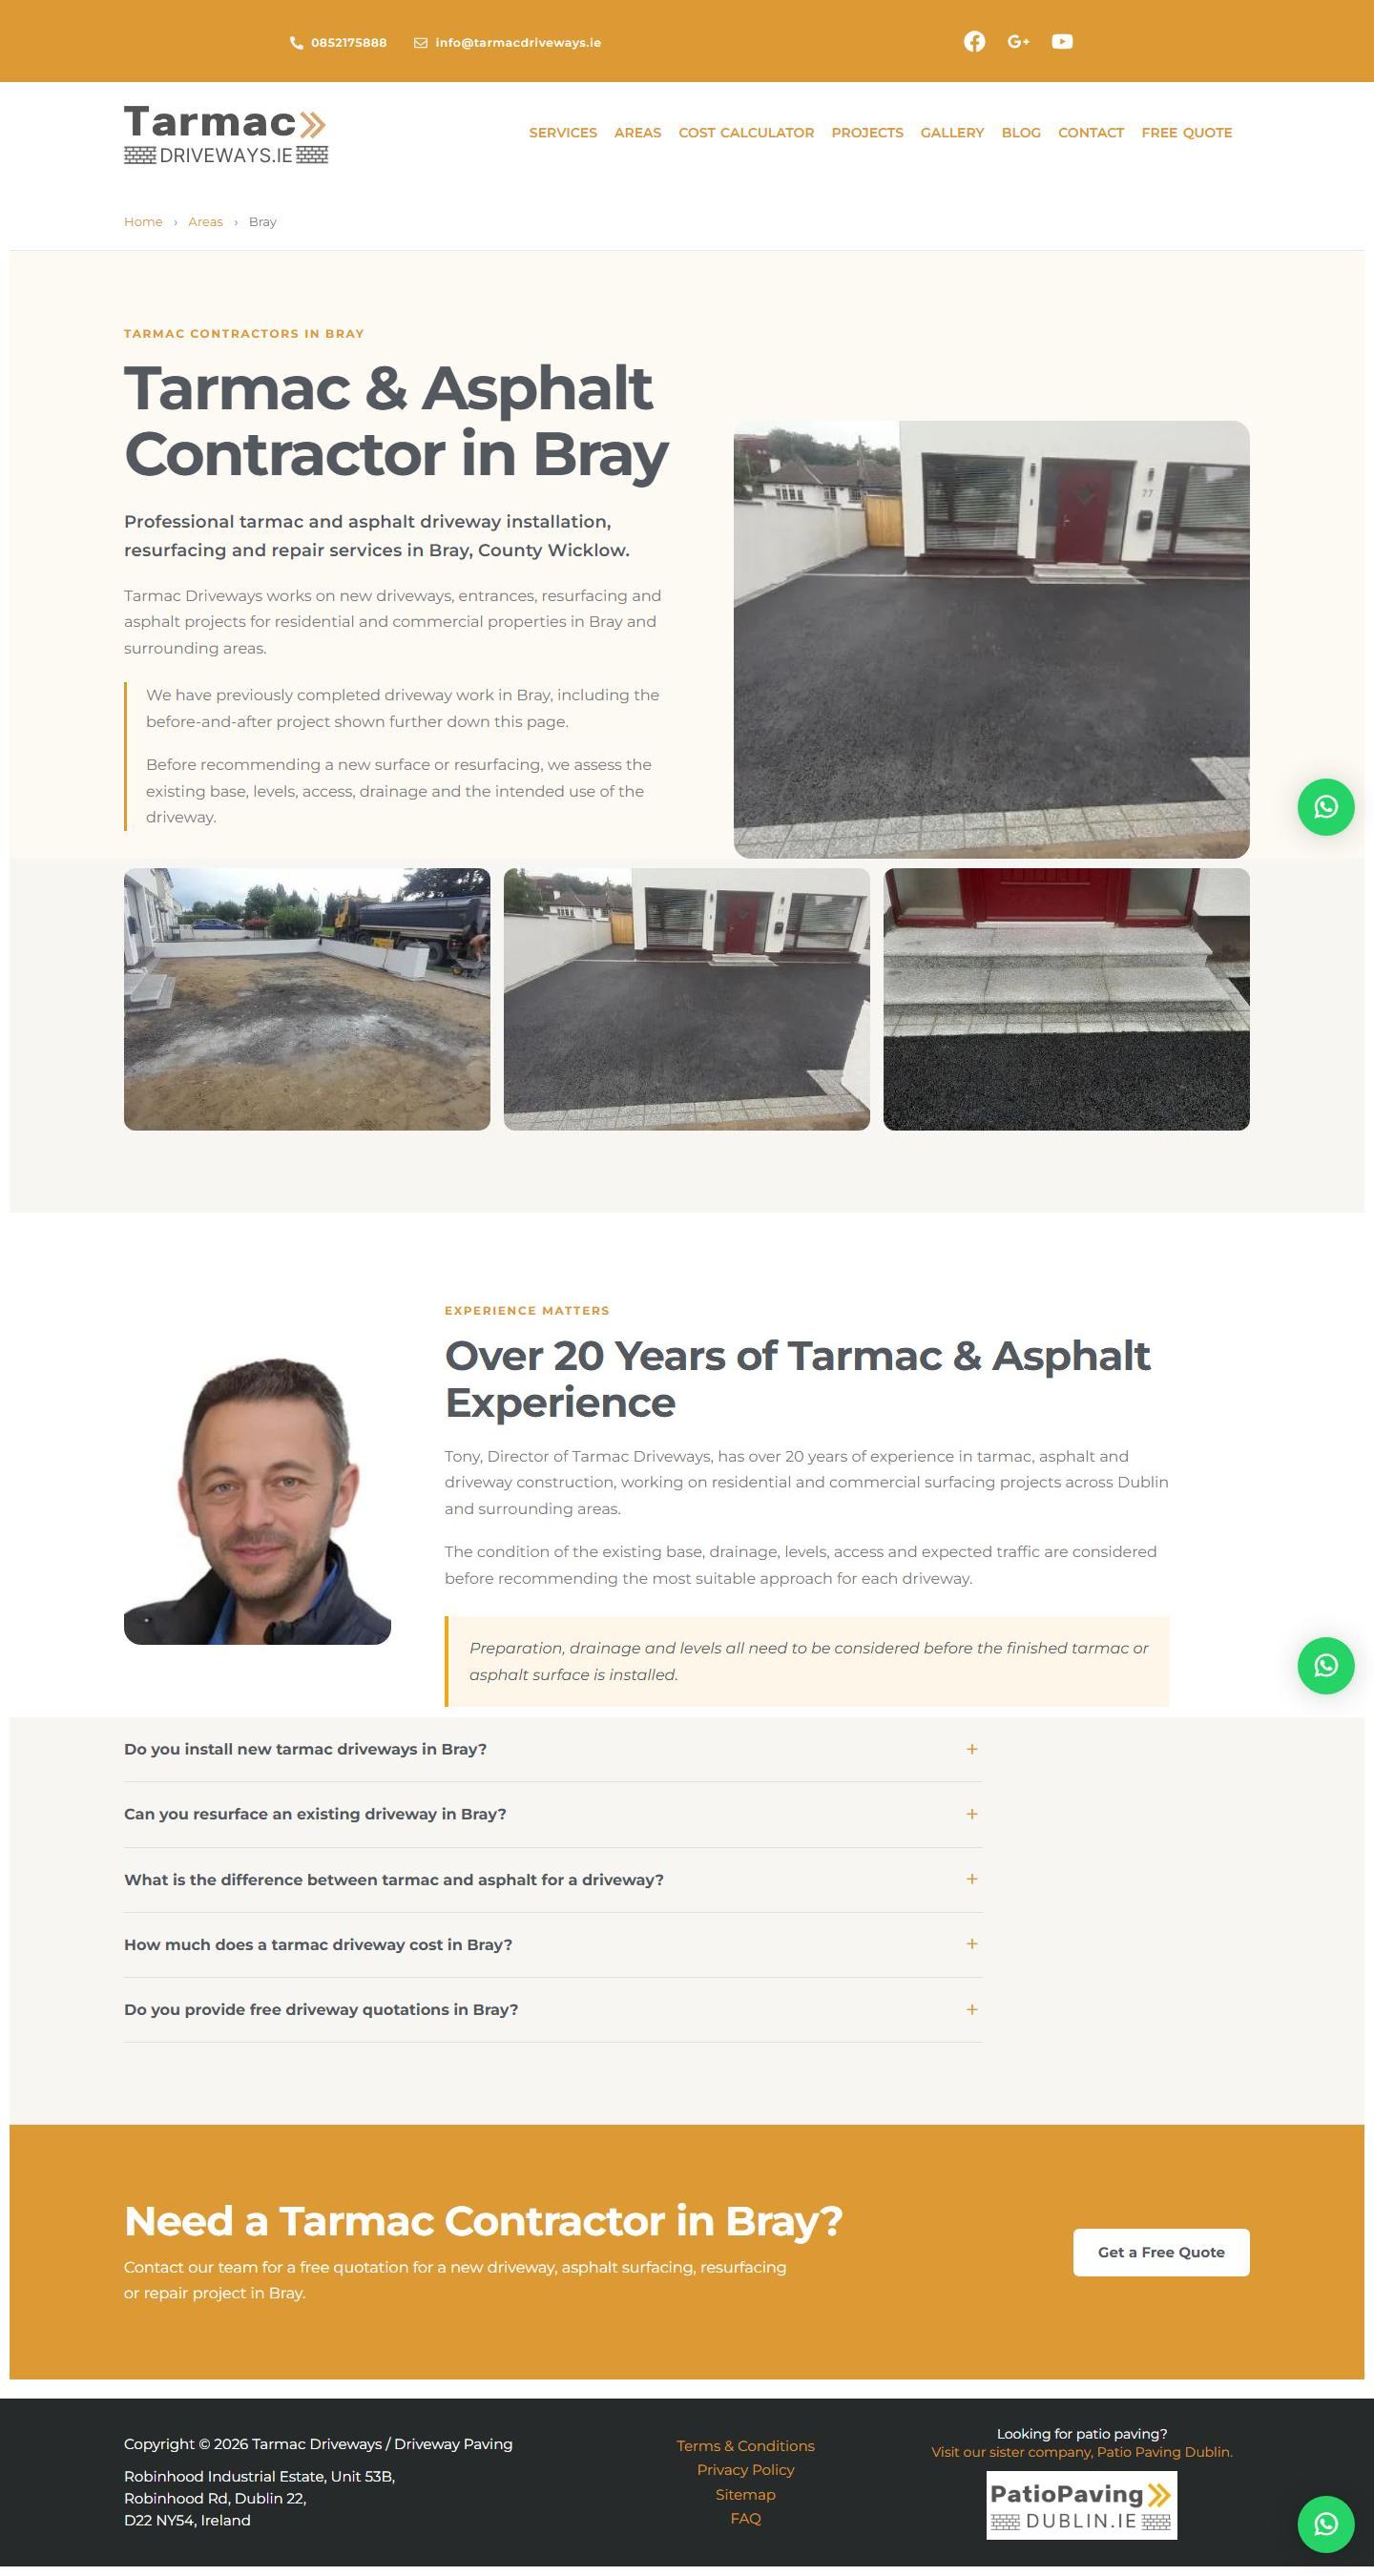 0852175888 info@tarmacdriveways.ie
Tarmac
DRIVEWAYS.IE
SERVICES AREAS COST CALCULATOR PROJECTS GALLERY BLOG CONTACT FREE QUOTE
Home › Areas › Bray
TARMAC CONTRACTORS IN BRAY
Tarmac & Asphalt
Contractor in Bray
Professional tarmac and asphalt driveway installation,
resurfacing and repair services in Bray, County Wicklow.
Tarmac Driveways works on new driveways, entrances, resurfacing and
asphalt projects for residential and commercial properties in Bray and
surrounding areas.
We have previously completed driveway work in Bray, including the
before-and-after project shown further down this page.
Before recommending a new surface or resurfacing, we assess the
existing base, levels, access, drainage and the intended use of the
driveway.
77
EXPERIENCE MATTERS
Over 20 Years of Tarmac & Asphalt
Experience
Tony, Director of Tarmac Driveways, has over 20 years of experience in tarmac, asphalt and
driveway construction, working on residential and commercial surfacing projects across Dublin
and surrounding areas.
The condition of the existing base, drainage, levels, access and expected traffic are considered
before recommending the most suitable approach for each driveway.
Preparation, drainage and levels all need to be considered before the finished tarmac or
asphalt surface is installed.
Do you install new tarmac driveways in Bray? +
Can you resurface an existing driveway in Bray? +
What is the difference between tarmac and asphalt for a driveway? +
How much does a tarmac driveway cost in Bray? +
Do you provide free driveway quotations in Bray? +
Need a Tarmac Contractor in Bray?
Contact our team for a free quotation for a new driveway, asphalt surfacing, resurfacing
or repair project in Bray.
Get a Free Quote
Copyright © 2026 Tarmac Driveways / Driveway Paving
Robinhood Industrial Estate, Unit 53B,
Robinhood Rd, Dublin 22,
D22 NY54, Ireland
Terms & Conditions
Privacy Policy
Sitemap
FAQ
Looking for patio paving?
Visit our sister company, Patio Paving Dublin.
PatioPaving
DUBLIN.IE